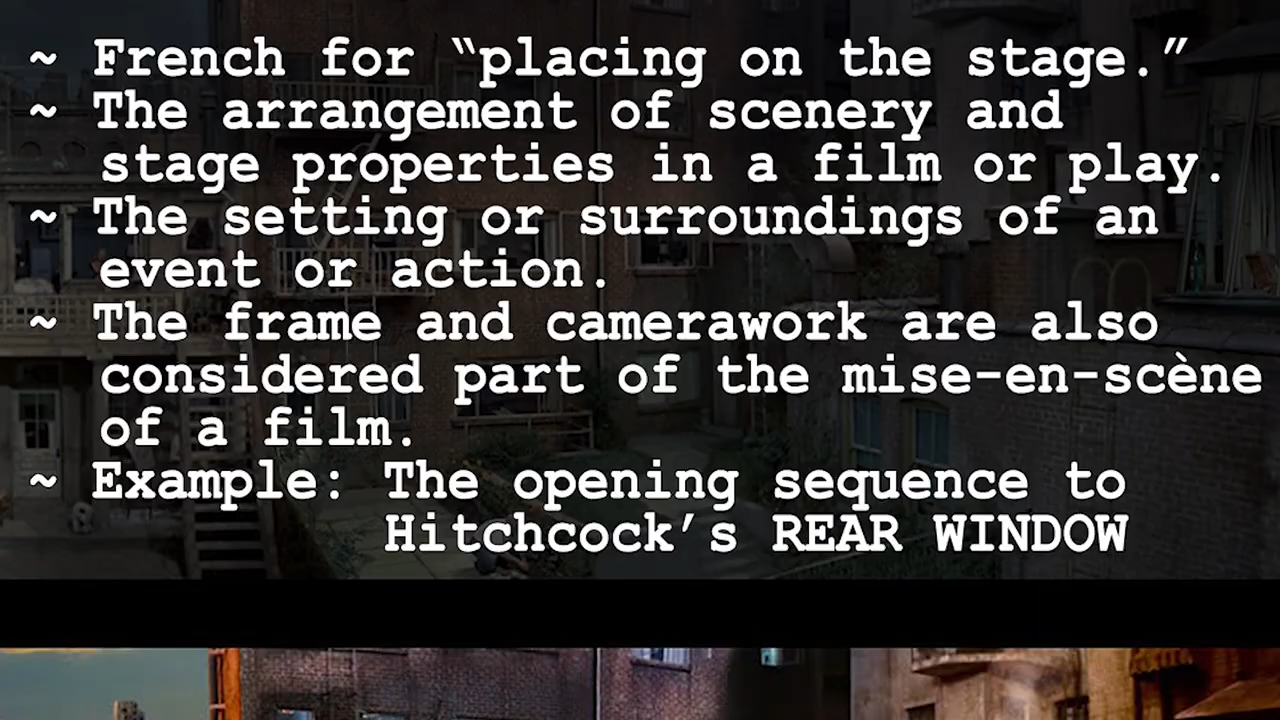 ~ French for “placing on the stage.”
~ The arrangement of scenery and
stage properties in a film or play.
~ The setting or surroundings of an
event or action.
~ The frame and camerawork are also
considered part of the mise-en-scène
of a film.
~ Example: The opening sequence to
Hitchcock’s REAR WINDOW